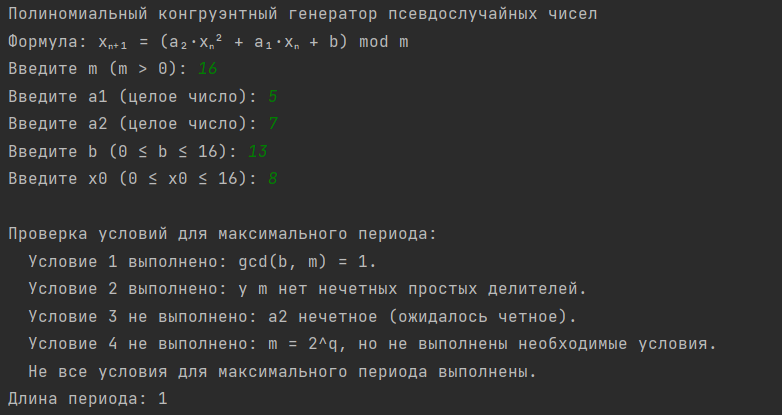 Полиномиальный конгруэнтный генератор псевдослучайных чисел
Формула: xₙ₊₁ = (a₂·xₙ² + a₁·xₙ + b) mod m
Введите m (m > 0): 16
Введите a1 (целое число): 5
Введите a2 (целое число): 7
Введите b (0 ≤ b ≤ 16): 13
Введите x0 (0 ≤ x0 ≤ 16): 8
Проверка условий для максимального периода:
Условие 1 выполнено: gcd(b, m) = 1.
Условие 2 выполнено: у m нет нечетных простых делителей.
Условие 3 не выполнено: a2 нечетное (ожидалось четное).
Условие 4 не выполнено: m = 2^q, но не выполнены необходимые условия.
Не все условия для максимального периода выполнены.
Длина периода: 1